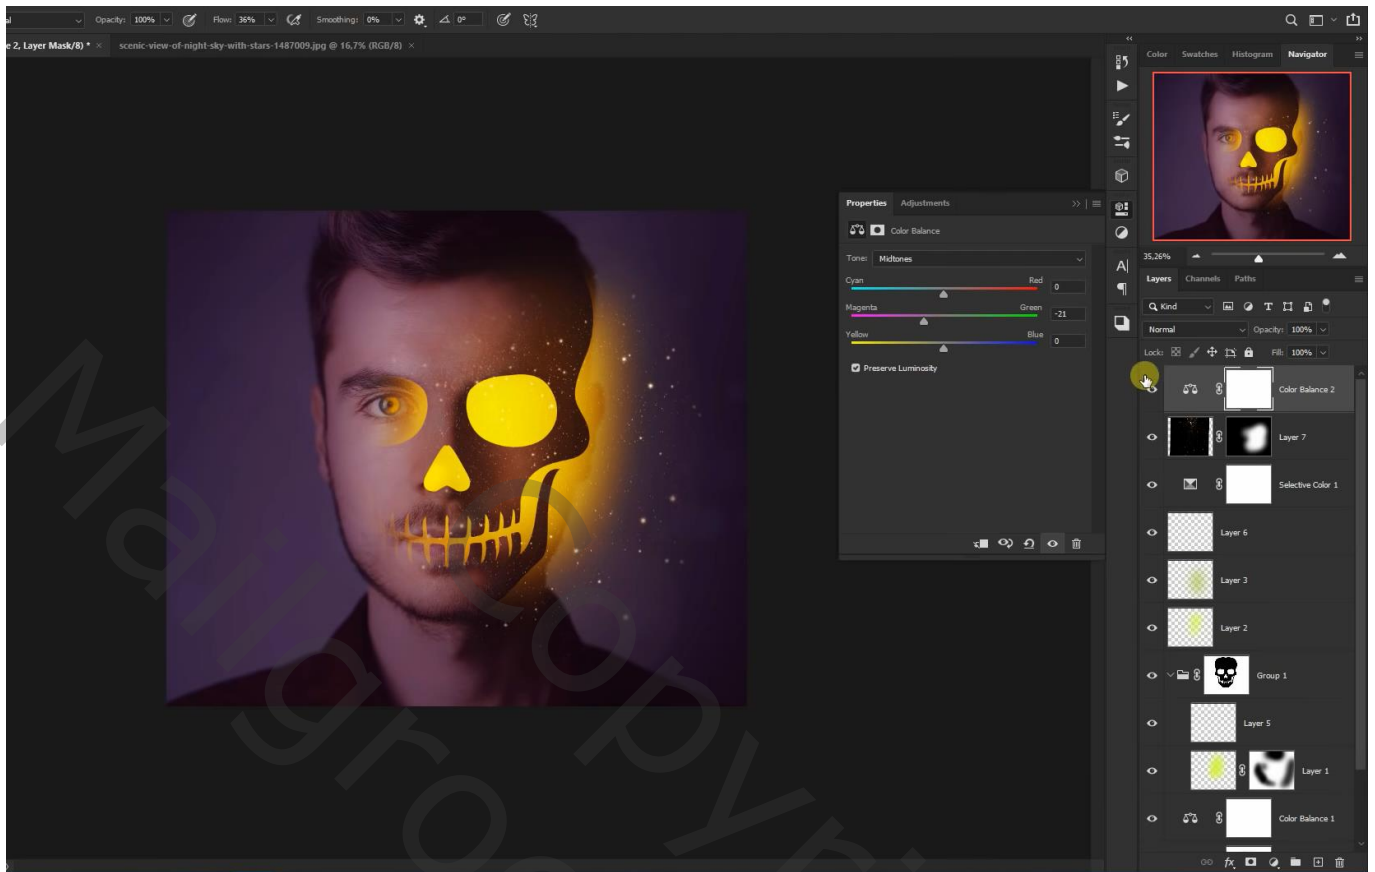 al
Opacity: 100%
Flow: 36%
Smoothing: 0%
0°
e 2, Layer Mask/8) * ×
scenic-view-of-night-sky-with-stars-1487009.jpg @ 16,7% (RGB/8) ×
Color Swatches Histogram Navigator
35,26%
Properties Adjustments
Color Balance
Tone: Midtones
Cyan Red 0
Magenta Green -21
Yellow Blue 0
Preserve Luminosity
Layers Channels Paths
Kind
Normal Opacity: 100%
Lock: Fill: 100%
Color Balance 2
Layer 7
Selective Color 1
Layer 6
Layer 3
Layer 2
Group 1
Layer 5
Layer 1
Color Balance 1
fx